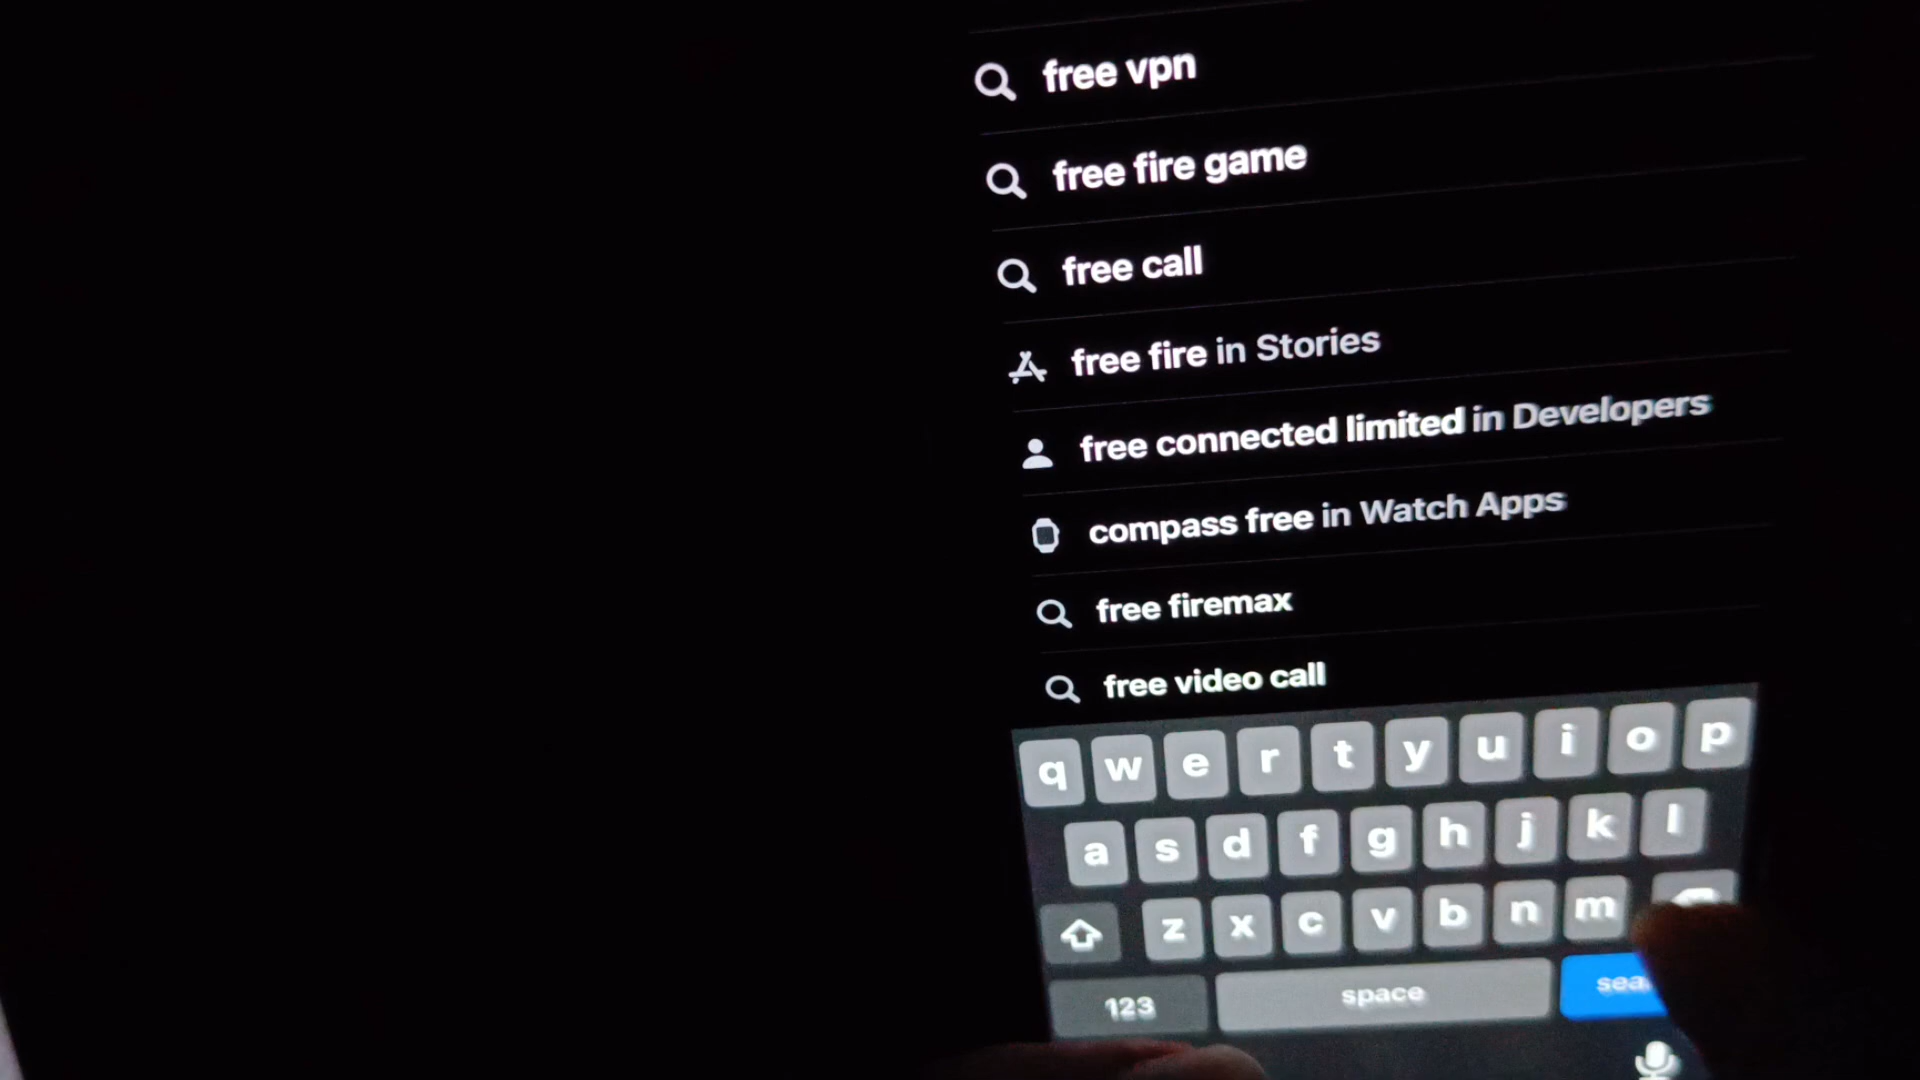 free vpn
free fire game
free call
free fire in Stories
free connected limited in Developers
compass free in Watch Apps
free firemax
free video call
q w e r t y u i o p
a s d f g h j k l
z x c v b n m
123 space